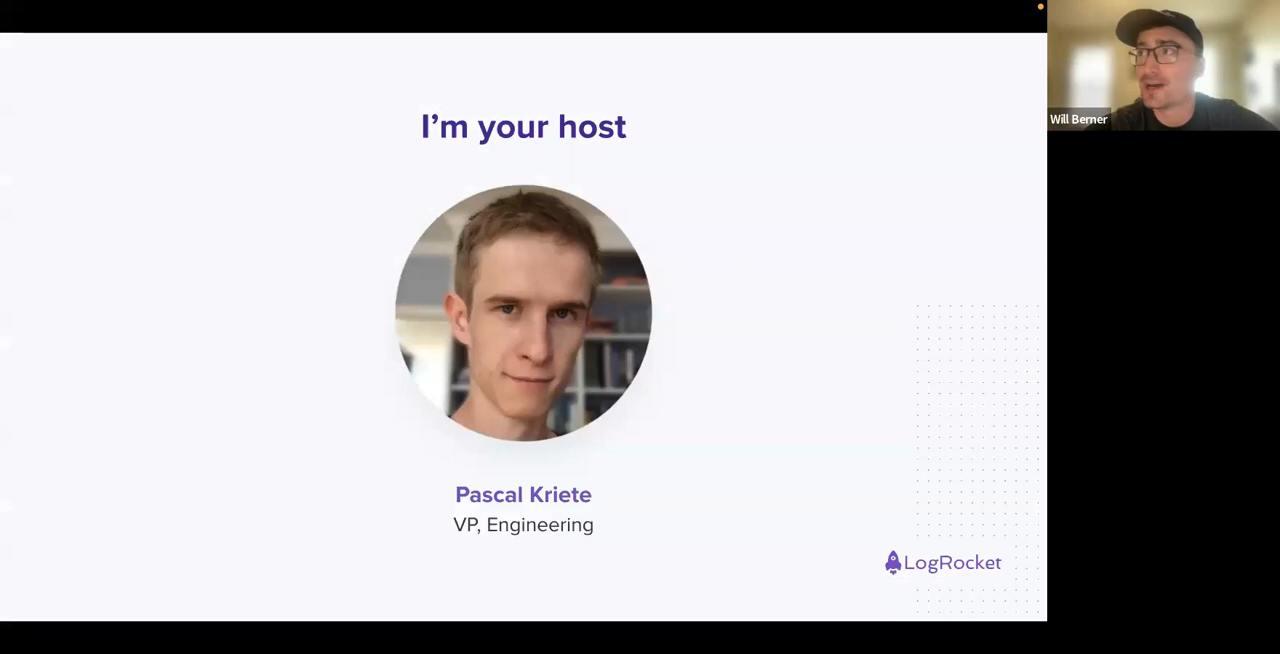 I'm your host
Pascal Kriete
VP, Engineering
LogRocket
Will Berner